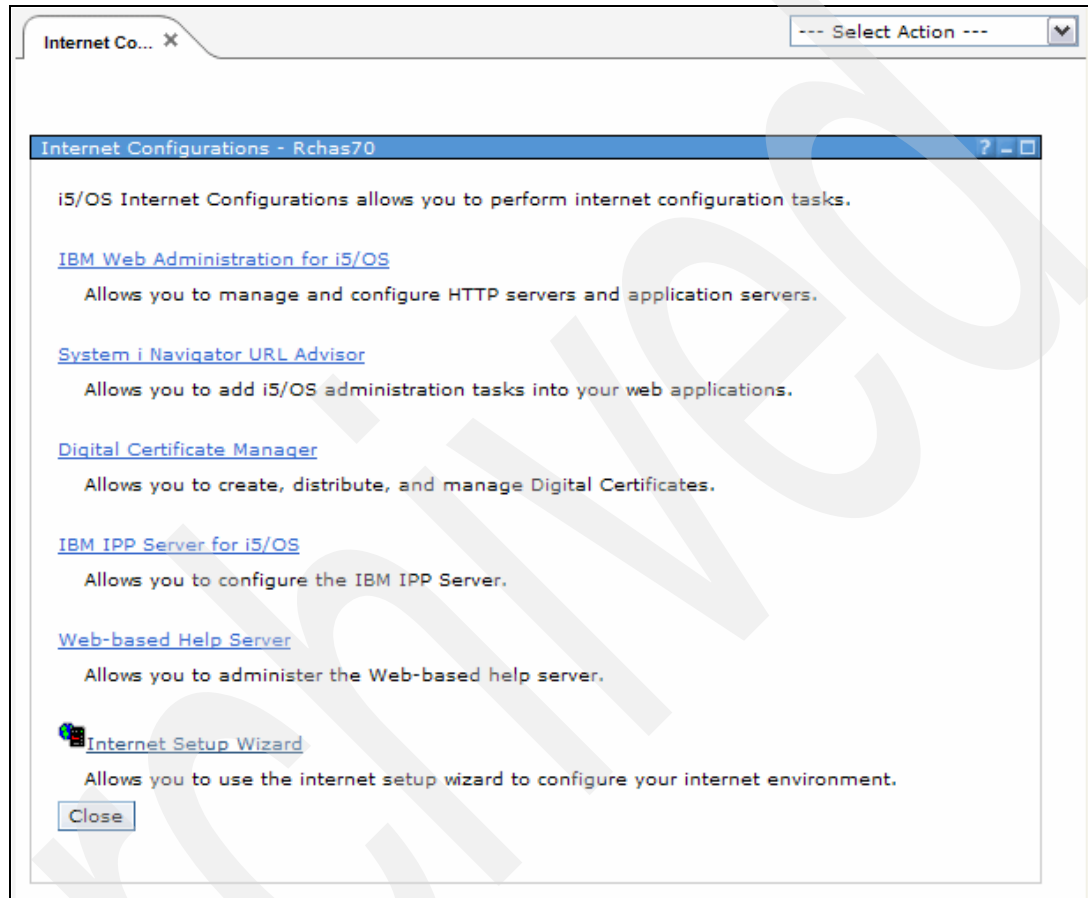 Internet Co... ×
--- Select Action ---
Internet Configurations - Rchas70
?
i5/OS Internet Configurations allows you to perform internet configuration tasks.
IBM Web Administration for i5/OS
Allows you to manage and configure HTTP servers and application servers.
System i Navigator URL Advisor
Allows you to add i5/OS administration tasks into your web applications.
Digital Certificate Manager
Allows you to create, distribute, and manage Digital Certificates.
IBM IPP Server for i5/OS
Allows you to configure the IBM IPP Server.
Web-based Help Server
Allows you to administer the Web-based help server.
Internet Setup Wizard
Allows you to use the internet setup wizard to configure your internet environment.
Close
rchived